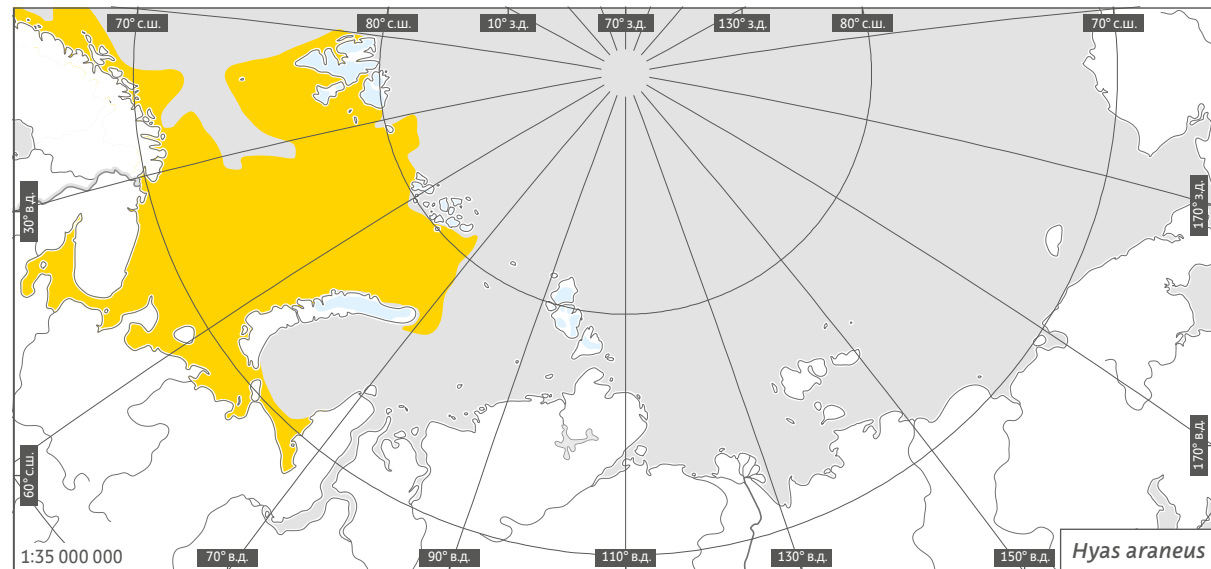 70° с.ш.
80° с.ш.
10° з.д.
70° з.д.
130° з.д.
80° с.ш.
70° с.ш.
30° в.д.
170° з.д.
60° с.ш.
170° в.д.
1:35 000 000
70° в.д.
90° в.д.
110° в.д.
130° в.д.
150° в.д.
Hyas araneus